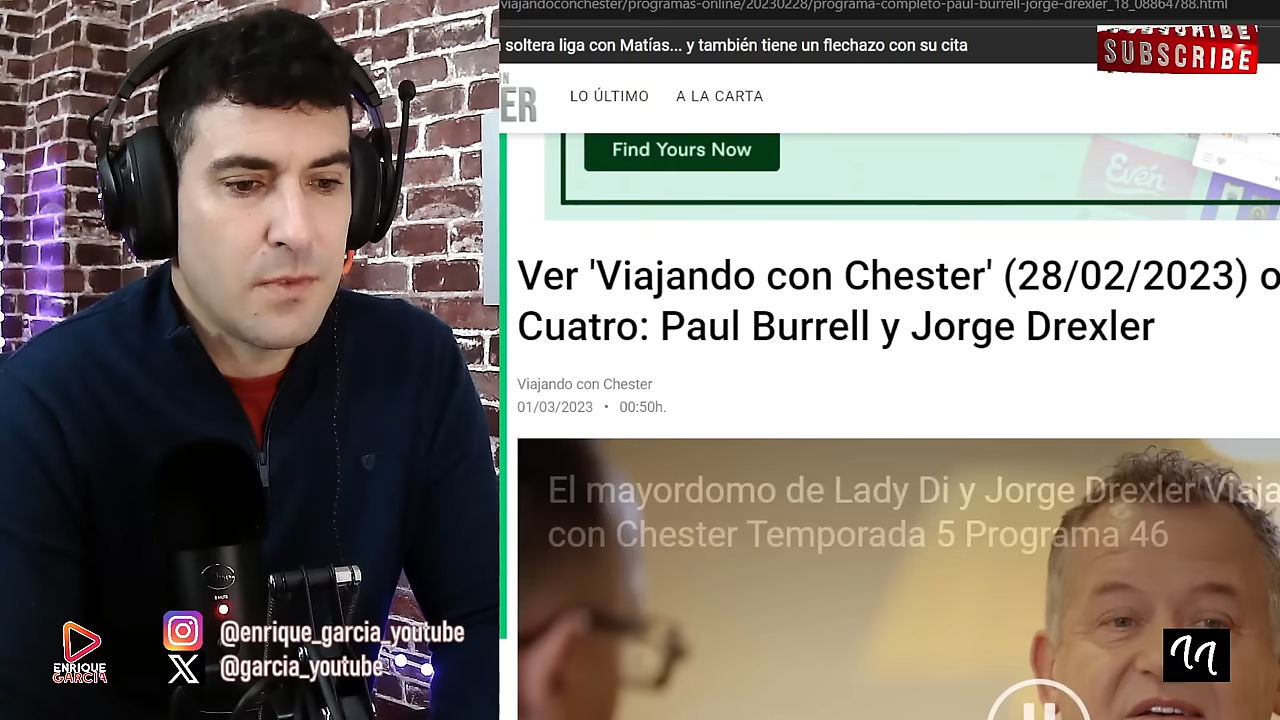 viajandoconchester/programas-online/20230228/programa-completo-paul-burrell-jorge-drexler_18_08864788.html
soltera liga con Matías... y también tiene un flechazo con su cita
SUBSCRIBE
SUBSCRIBE
ER
LO ÚLTIMO
A LA CARTA
Find Yours Now
Even
Ver 'Viajando con Chester' (28/02/2023) o
Cuatro: Paul Burrell y Jorge Drexler
Viajando con Chester
01/03/2023 • 00:50h.
El mayordomo de Lady Di y Jorge Drexler Viaja
con Chester Temporada 5 Programa 46
@enrique_garcia_youtube
@garcia_youtube
ENRIQUE
GARCIA